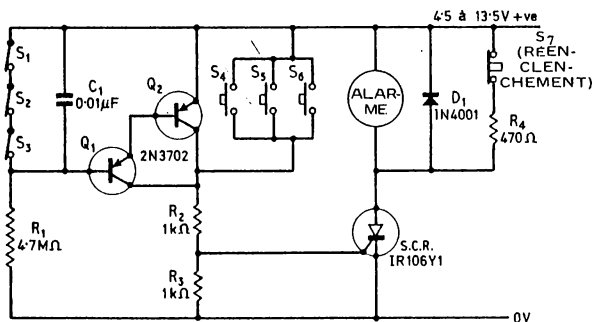 4.5 à 13.5V +ve
S7
(RÉEN-
CLEN-
CHEMENT)
S1
S2
S3
C1
0·01µF
Q2
Q1
2N3702
S4
S5
S6
ALAR-
ME
D1
1N4001
R4
470Ω
R1
4·7MΩ
R2
1kΩ
R3
1kΩ
S.C.R.
IR106Y1
0V